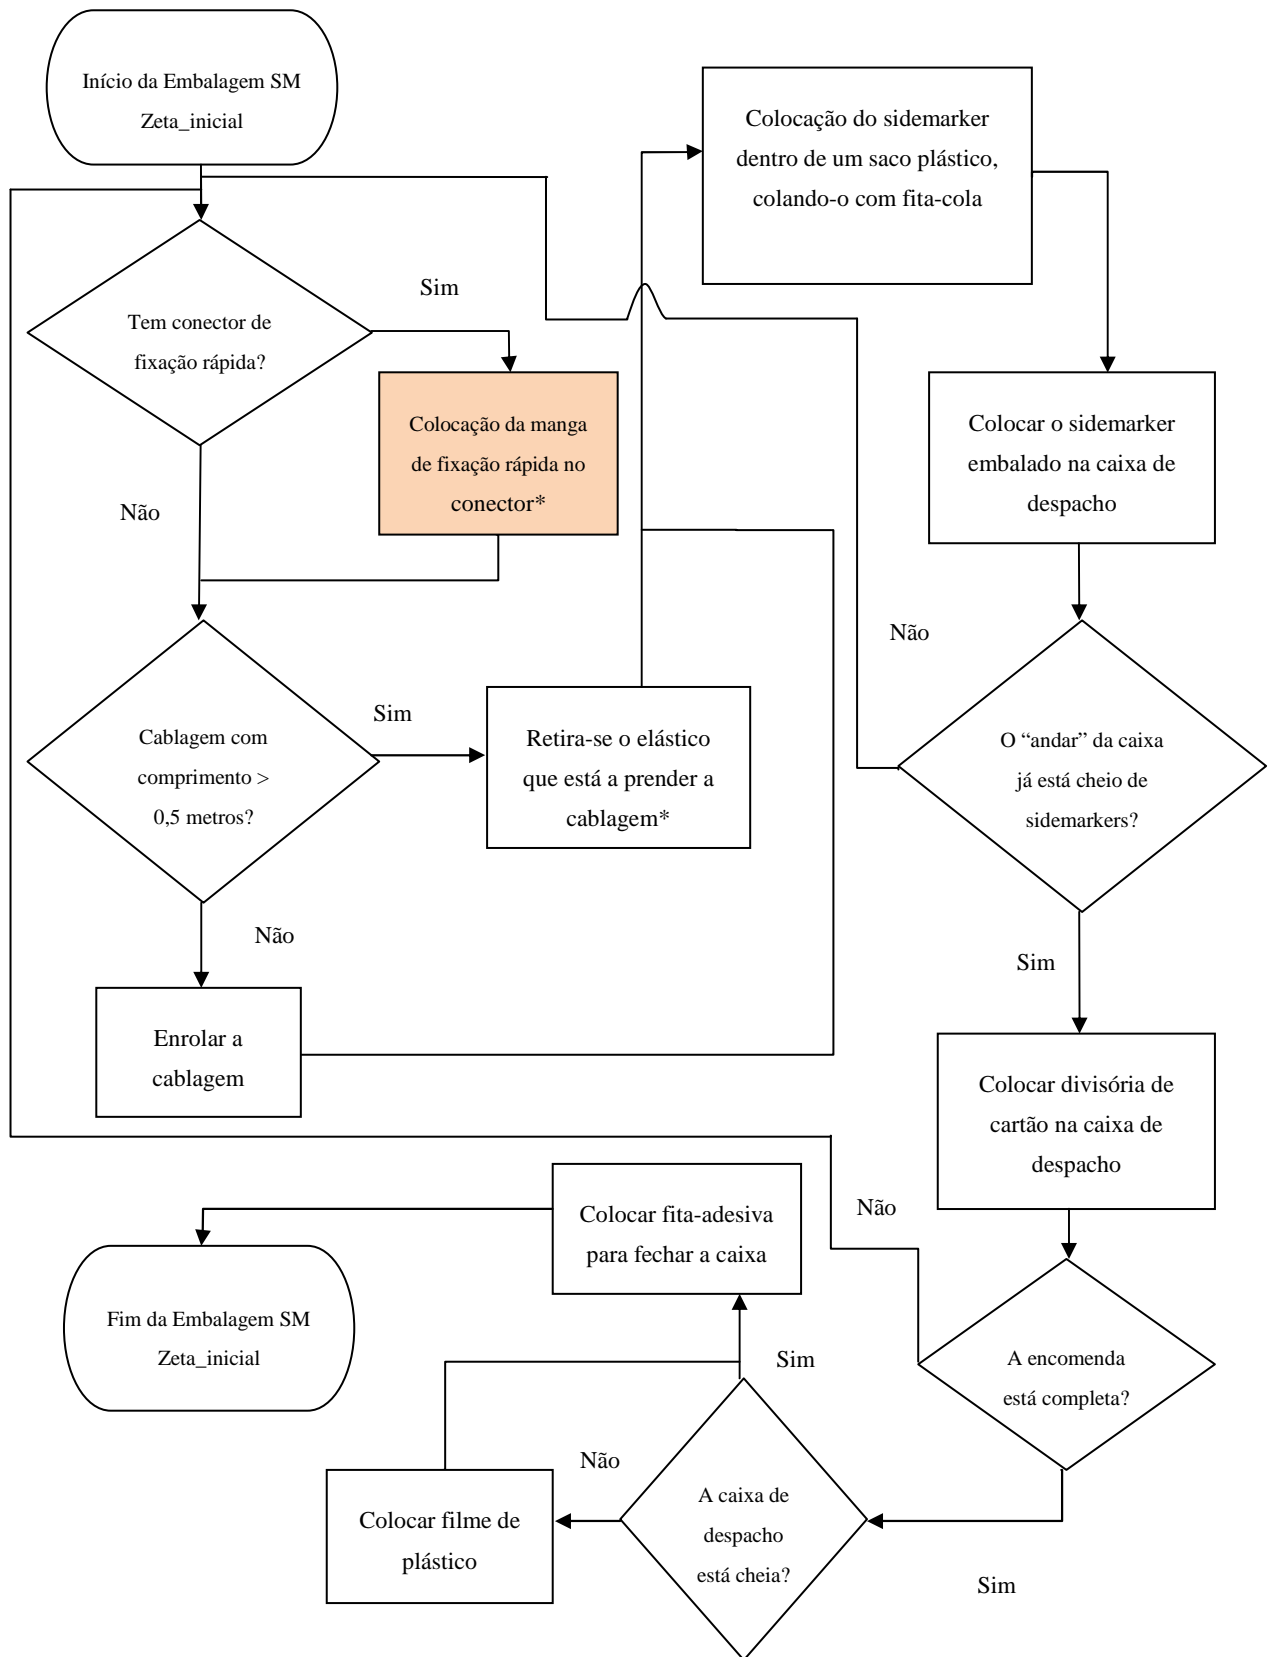 Início da Embalagem SM
Zeta_inicial
Colocação do sidemarker
dentro de um saco plástico,
colando-o com fita-cola
Sim
Tem conector de
fixação rápida?
Colocação da manga
de fixação rápida no
conector*
Colocar o sidemarker
embalado na caixa de
despacho
Não
Não
Cablagem com
comprimento >
0,5 metros?
Sim
Retira-se o elástico
que está a prender a
cablagem*
O “andar” da caixa
já está cheio de
sidemarkers?
Não
Sim
Enrolar a
cablagem
Colocar divisória de
cartão na caixa de
despacho
Não
Colocar fita-adesiva
para fechar a caixa
Fim da Embalagem SM
Zeta_inicial
Sim
A encomenda
está completa?
Não
Colocar filme de
plástico
A caixa de
despacho
está cheia?
Sim